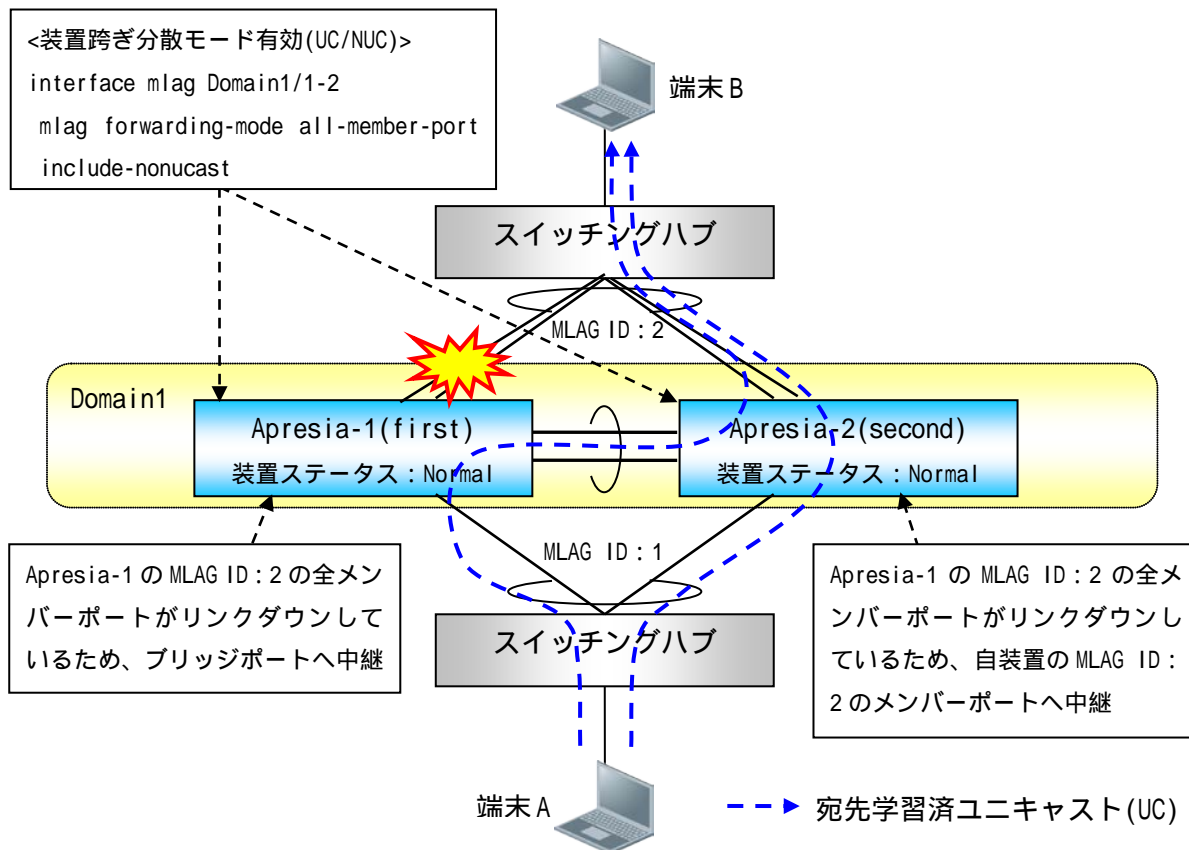 <装置跨ぎ分散モード有効(UC/NUC)>
interface mlag Domain1/1-2
mlag forwarding-mode all-member-port
include-nonucast
端末B
スイッチングハブ
MLAG ID：2
Domain1
Apresia-1(first)
装置ステータス：Normal
Apresia-2(second)
装置ステータス：Normal
MLAG ID：1
Apresia-1 の MLAG ID：2 の全メ
ンバーポートがリンクダウンして
いるため、ブリッジポートへ中継
Apresia-1 の MLAG ID：2 の全メ
ンバーポートがリンクダウンし
ているため、自装置の MLAG ID：
2 のメンバーポートへ中継
スイッチングハブ
端末A
宛先学習済ユニキャスト(UC)